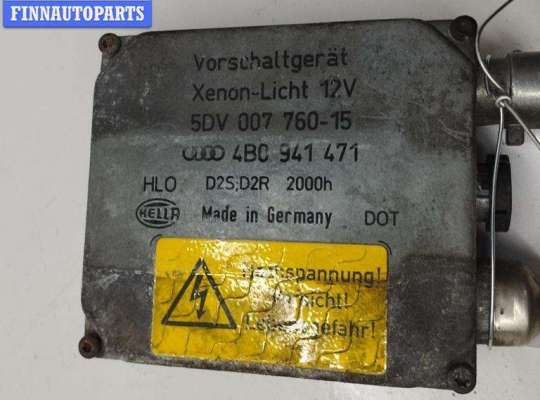 FINNAUTOPARTS
Vorschaltgerät
Xenon-Licht 12V
5DV 007 760-15
4B0 941 471
HLO D2S;D2R 2000h
HELLA Made in Germany DOT
nicht!